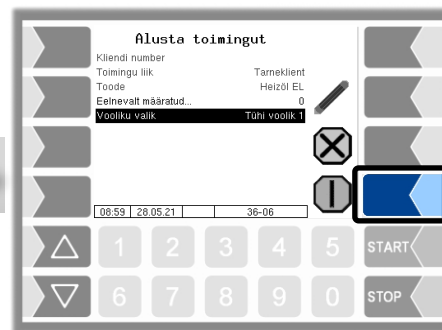 Alusta toimingut
Kliendi number
Toimingu liik Tarneklient
Toode Heizöl EL
Eelnevalt määratud... 0
Vooliku valik Tühi voolik 1
08:59 28.05.21 36-06
1 2 3 4 5 START
6 7 8 9 0 STOP